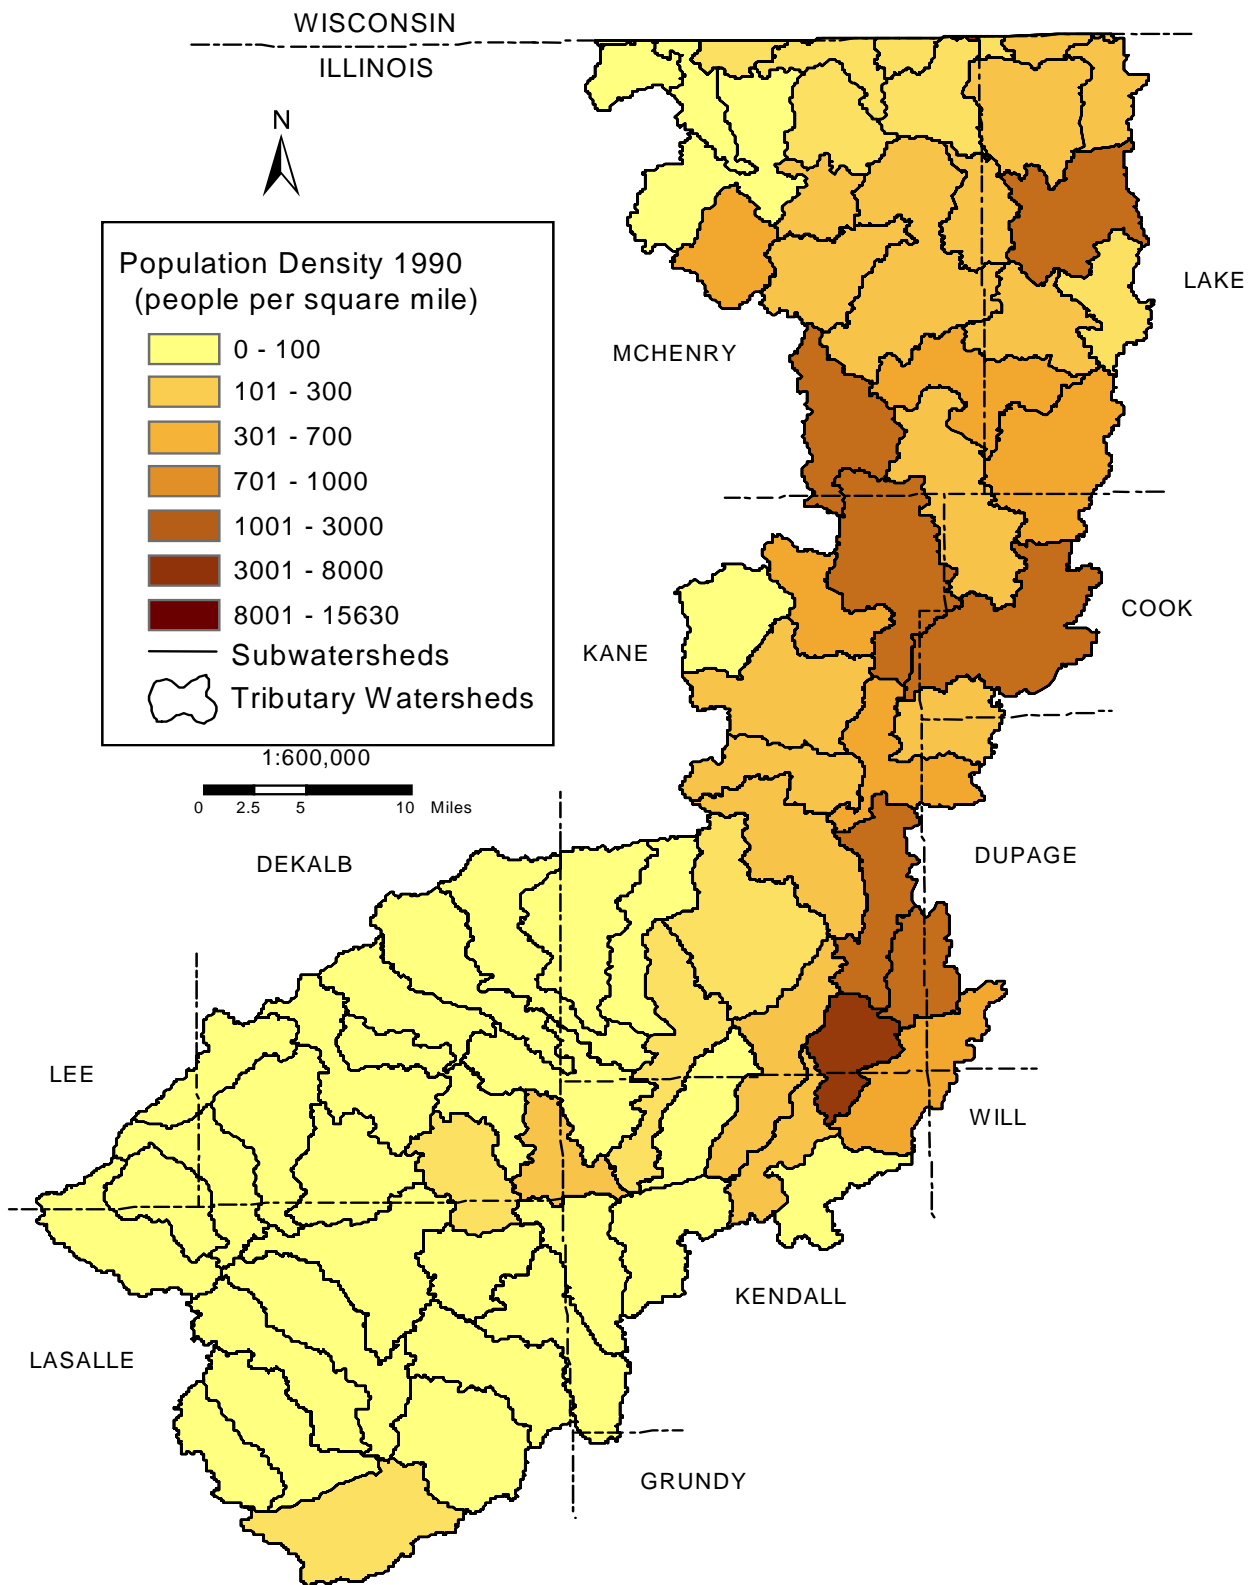 WISCONSIN
ILLINOIS
N
Population Density 1990
(people per square mile)
0 - 100
101 - 300
301 - 700
701 - 1000
1001 - 3000
3001 - 8000
8001 - 15630
Subwatersheds
Tributary Watersheds
1:600,000
0 2.5 5 10 Miles
LAKE
MCHENRY
COOK
KANE
DUPAGE
DEKALB
LEE
WILL
KENDALL
LASALLE
GRUNDY